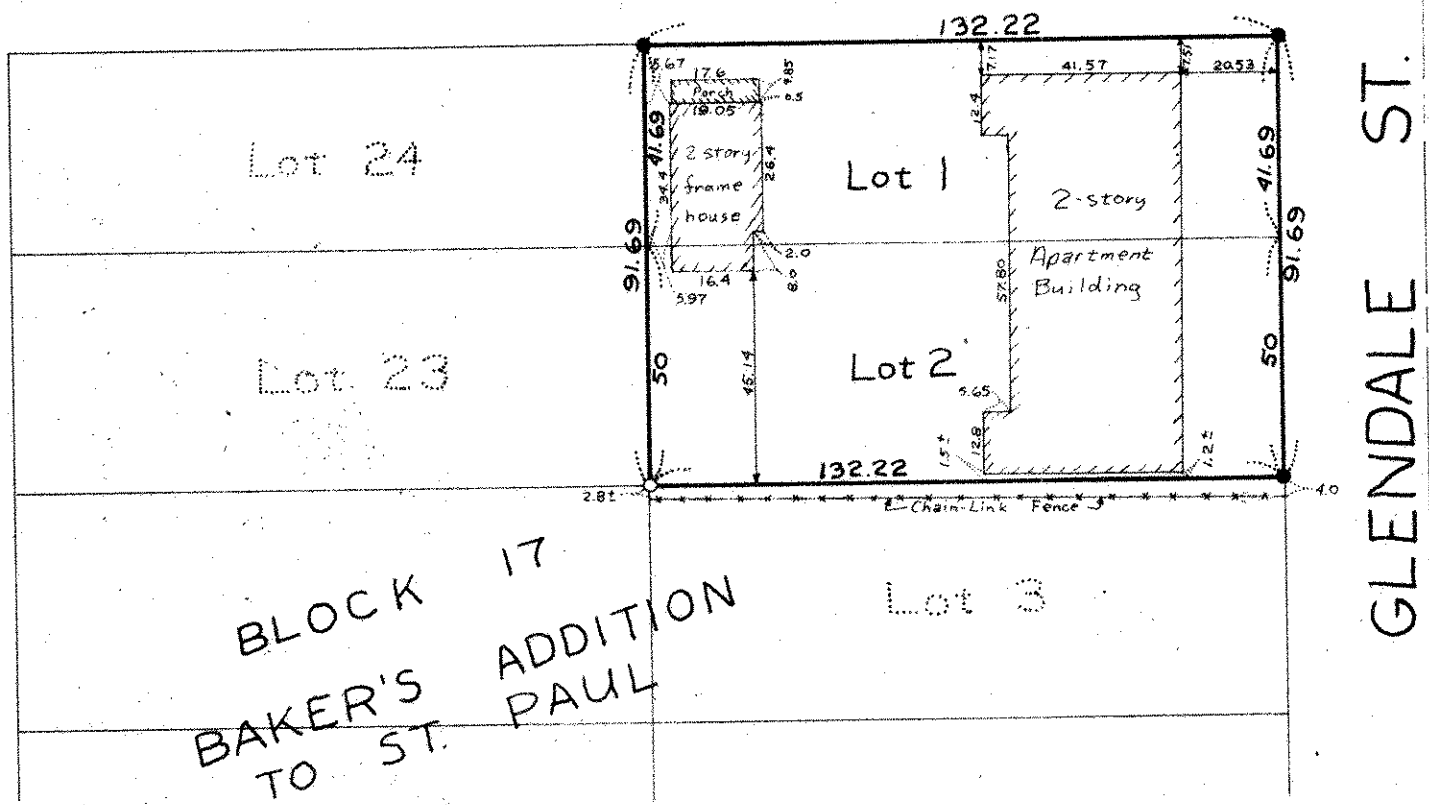 132.22
5.67
17.6
4.85
7.17
41.57
7.51
20.53
Porch
0.5
19.05
12.4
Lot 24
41.69
2 story
frame
house
34.4
26.4
Lot 1
2-story
41.69
91.69
2.0
8.0
16.4
5.97
57.80
Apartment
Building
91.69
Lot 23
50
45.14
Lot 2
5.65
50
12.8
1.5±
1.2±
132.22
2.8±
Chain-Link Fence
4.0
GLENDALE ST.
BLOCK 17
Lot 3
BAKER'S ADDITION
TO ST. PAUL